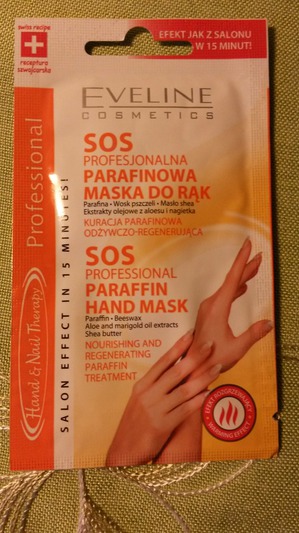 swiss recipe
receptura
szwajcarska
EFEKT JAK Z SALONU
W 15 MINUT!
EVELINE
COSMETICS
SOS
PROFESJONALNA
PARAFINOWA
MASKA DO RĄK
Parafina • Wosk pszczeli • Masło shea
Ekstrakty olejowe z aloesu i nagietka
KURACJA PARAFINOWA
ODŻYWCZO-REGENERUJĄCA
SOS
PROFESSIONAL
PARAFFIN
HAND MASK
Paraffin • Beeswax
Aloe and marigold oil extracts
Shea butter
NOURISHING AND
REGENERATING
PARAFFIN
TREATMENT
Professional
Hand & Nail Therapy
SALON EFFECT IN 15 MINUTES!
EFEKT ROZGRZEWAJĄCY
WARMING EFFECT